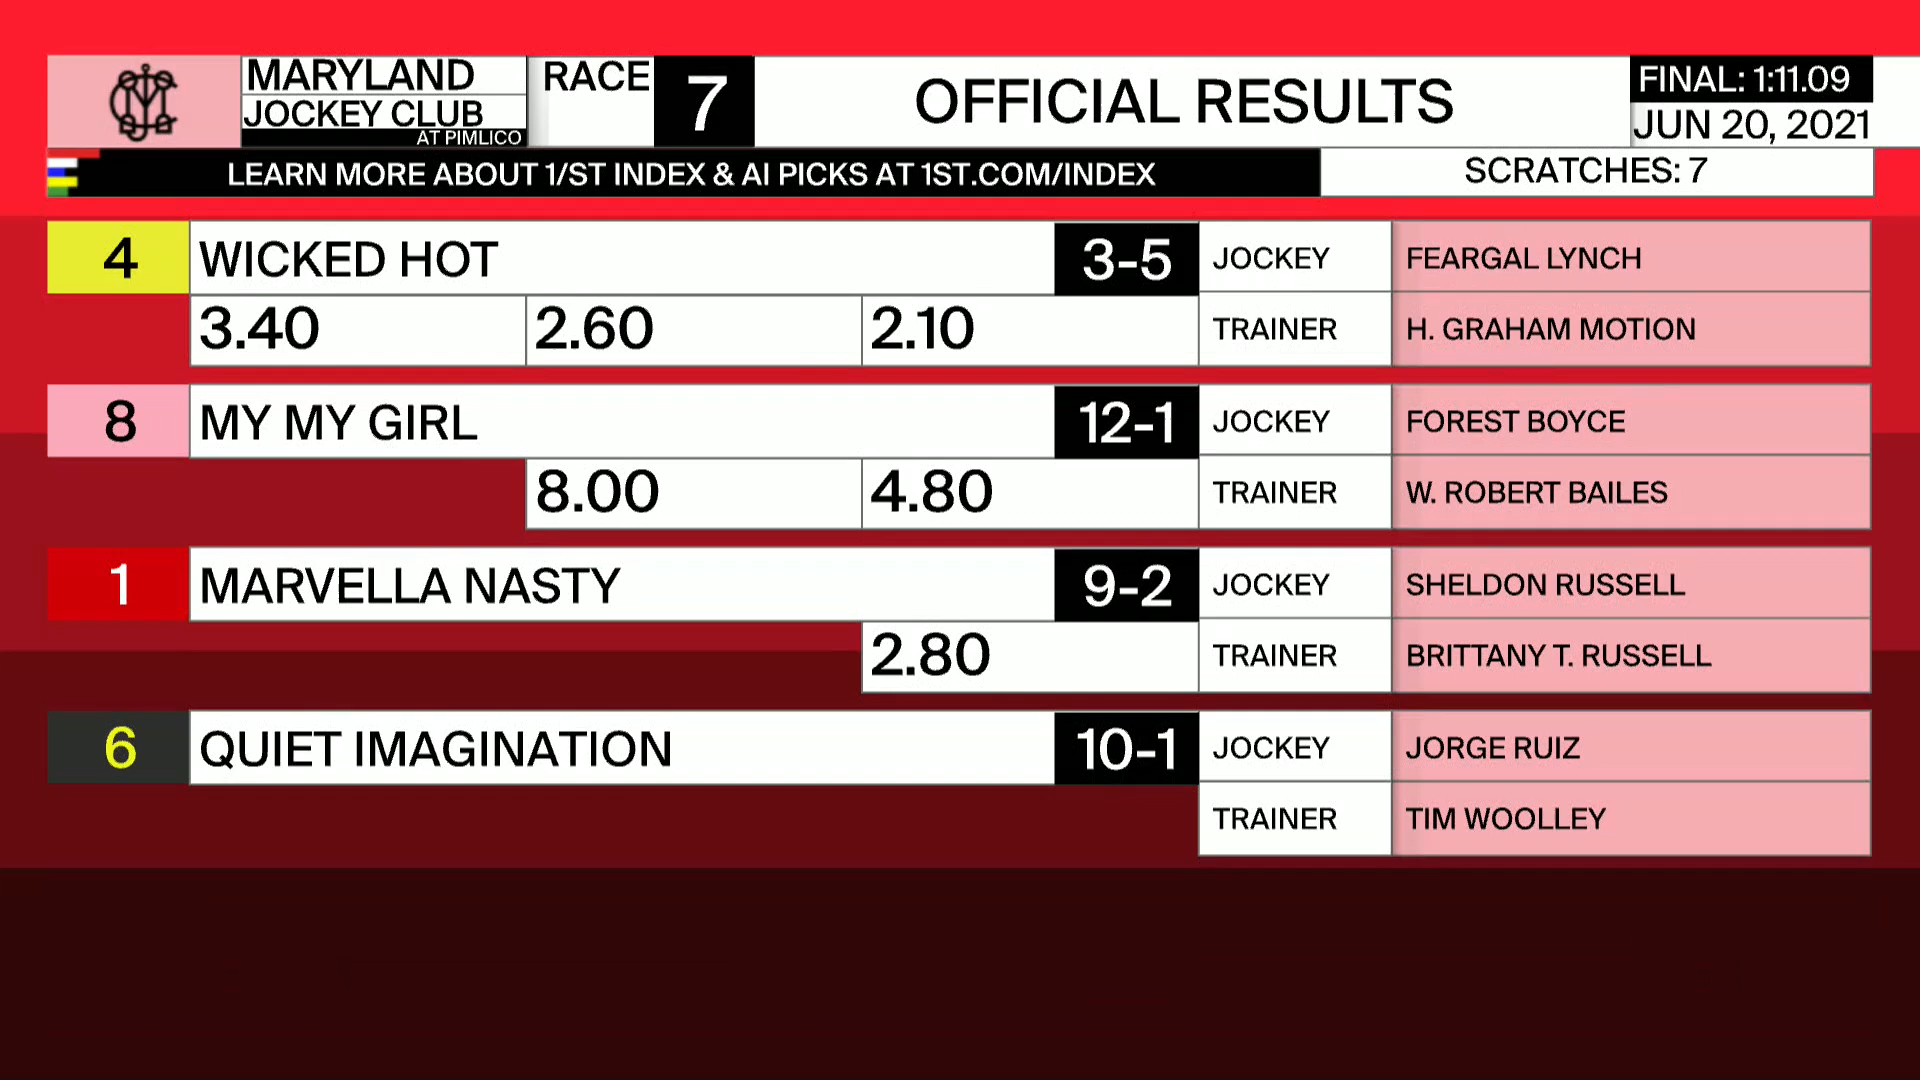 MARYLAND
JOCKEY CLUB
AT PIMLICO
RACE 7
OFFICIAL RESULTS
FINAL: 1:11.09
JUN 20, 2021
LEARN MORE ABOUT 1/ST INDEX & AI PICKS AT 1ST.COM/INDEX
SCRATCHES: 7
4 WICKED HOT 3-5 JOCKEY FEARGAL LYNCH
3.40 2.60 2.10 TRAINER H. GRAHAM MOTION
8 MY MY GIRL 12-1 JOCKEY FOREST BOYCE
8.00 4.80 TRAINER W. ROBERT BAILES
1 MARVELLA NASTY 9-2 JOCKEY SHELDON RUSSELL
2.80 TRAINER BRITTANY T. RUSSELL
6 QUIET IMAGINATION 10-1 JOCKEY JORGE RUIZ
TRAINER TIM WOOLLEY